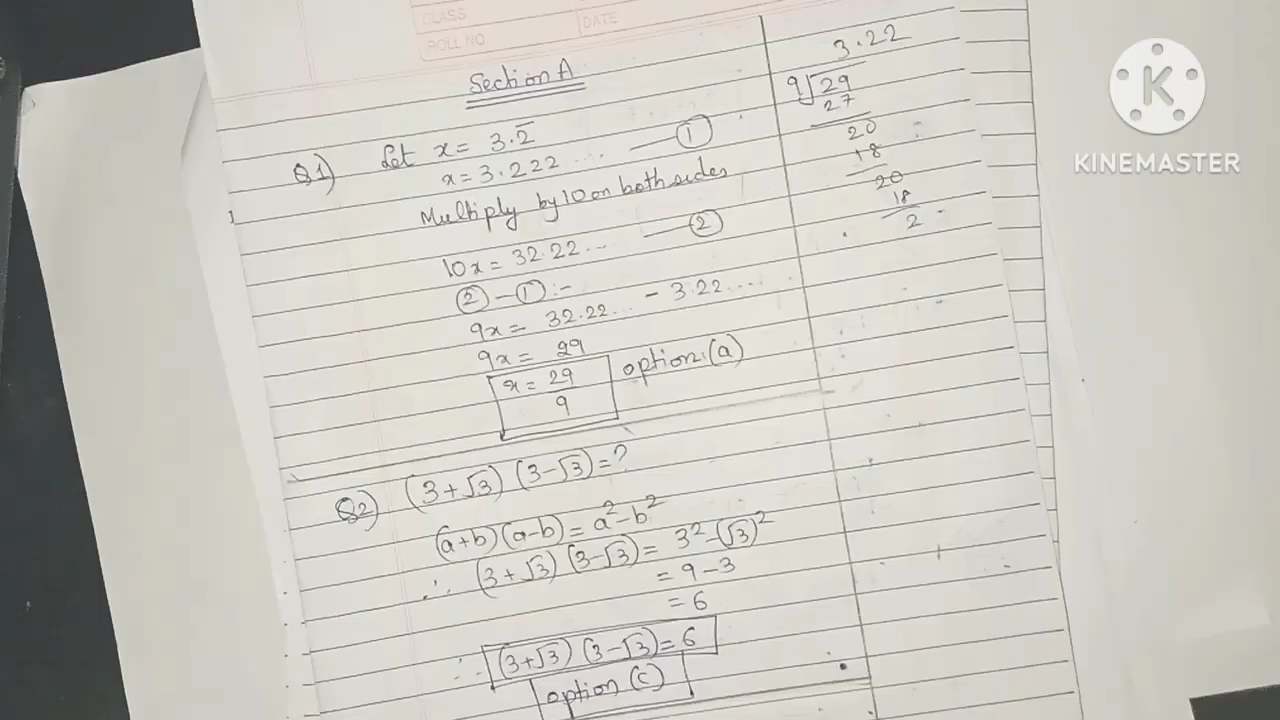 CLASS
DATE
ROLL NO
Section A
Q1) Let x = 3.2̅
x = 3.222 .... — ①
Multiply by 10 on both sides
10x = 32.22... — ②
② — ① :-
9x = 32.22... - 3.22....
9x = 29
x = 29/9 option:(a)
3.22
9√29
27
20
18
20
18
2
Q2) (3+√3) (3-√3) = ?
(a+b) (a-b) = a² - b²
∴ (3+√3) (3-√3) = 3² - (√3)²
= 9 - 3
= 6
∴ (3+√3) (3-√3) = 6
option (c)
K
KINEMASTER